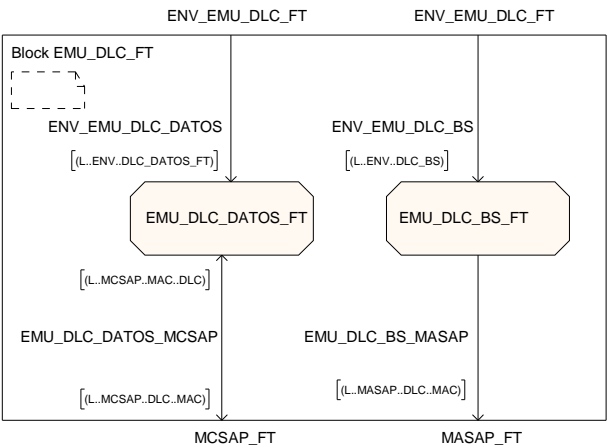 ENV_EMU_DLC_FT ENV_EMU_DLC_FT
Block EMU_DLC_FT
ENV_EMU_DLC_DATOS ENV_EMU_DLC_BS
[(L..ENV..DLC_DATOS_FT)] [(L..ENV..DLC_BS)]
EMU_DLC_DATOS_FT EMU_DLC_BS_FT
[(L..MCSAP..MAC..DLC)]
EMU_DLC_DATOS_MCSAP EMU_DLC_BS_MASAP
[(L..MCSAP..DLC..MAC)] [(L..MASAP..DLC..MAC)]
MCSAP_FT MASAP_FT